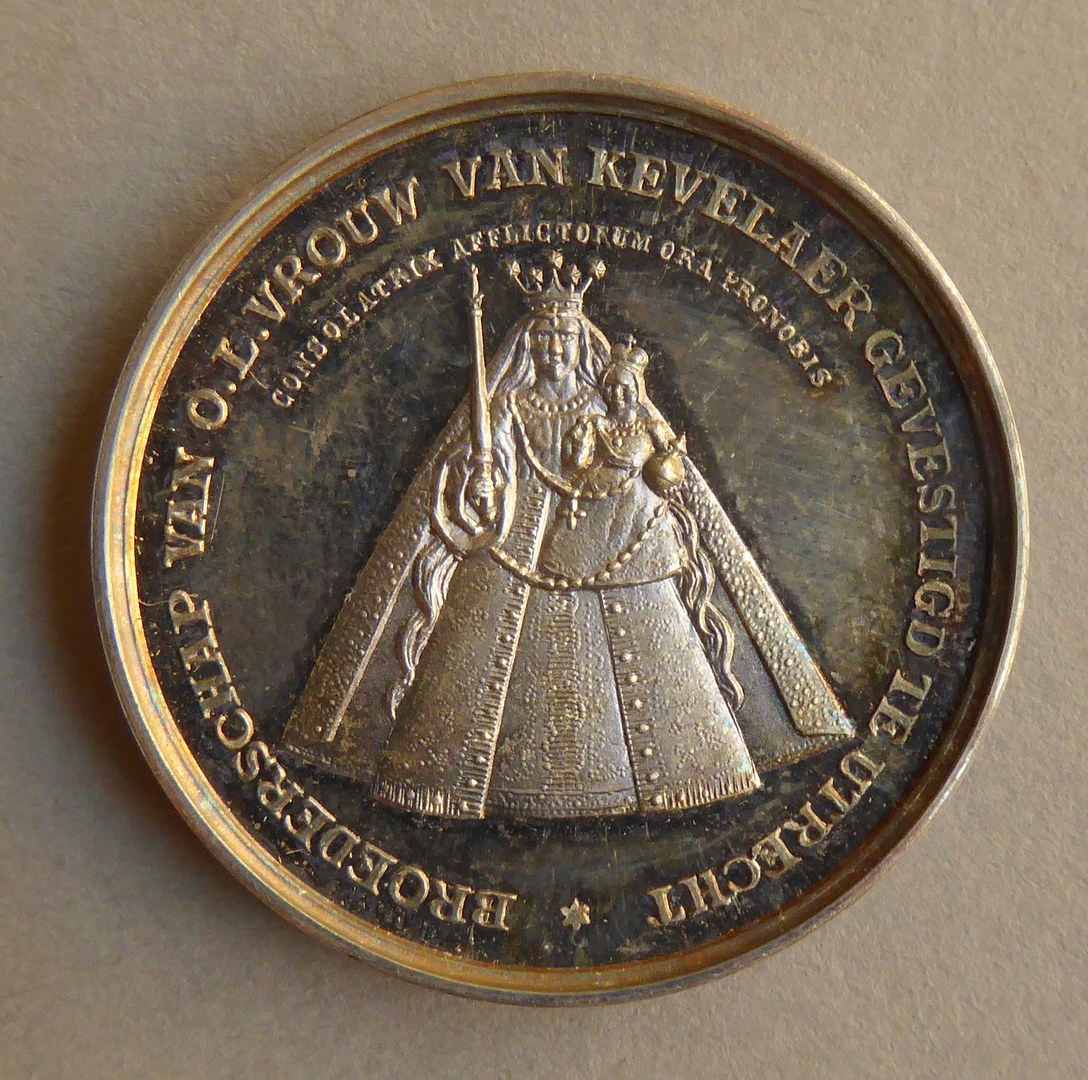 BROEDERSCHAP VAN O.L.VROUW VAN KEVELAER GEVESTIGD TE UTRECHT
CONSOLATRIX AFFLICTORUM ORA PRONOBIS